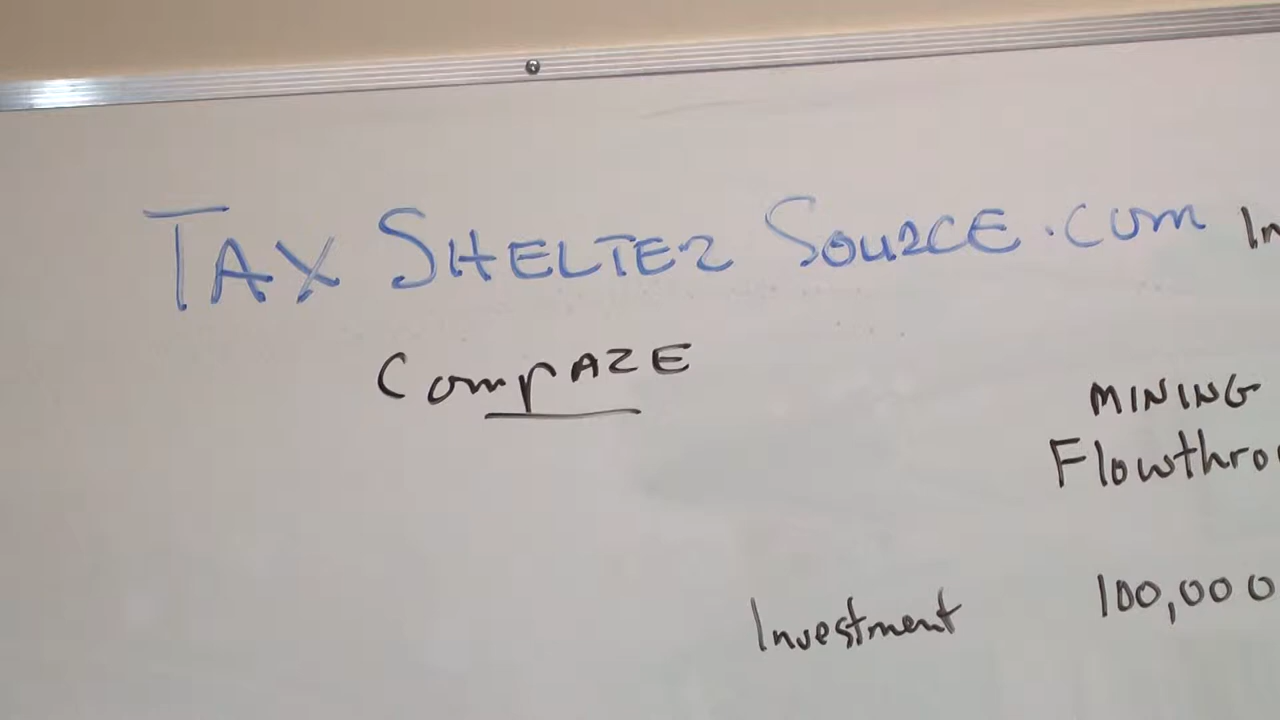 TAX SHELTER SOURCE.COM In
COMPARE
MINING
Flowthro
Investment 100,000